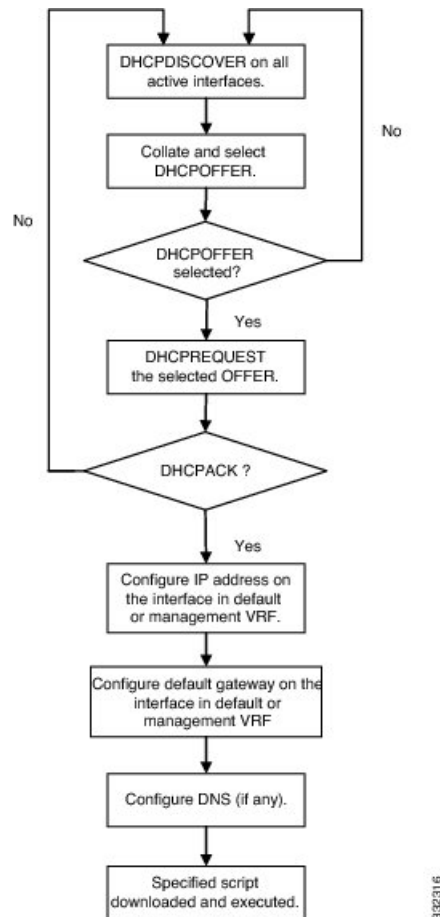 DHCPDISCOVER on all
active interfaces.
No
Collate and select
DHCPOFFER.
No
DHCPOFFER
selected?
Yes
DHCPREQUEST
the selected OFFER.
DHCPACK ?
Yes
Configure IP address on
the interface in default
or management VRF.
Configure default gateway on the
interface in default or
management VRF
Configure DNS (if any).
Specified script
downloaded and executed.
332316